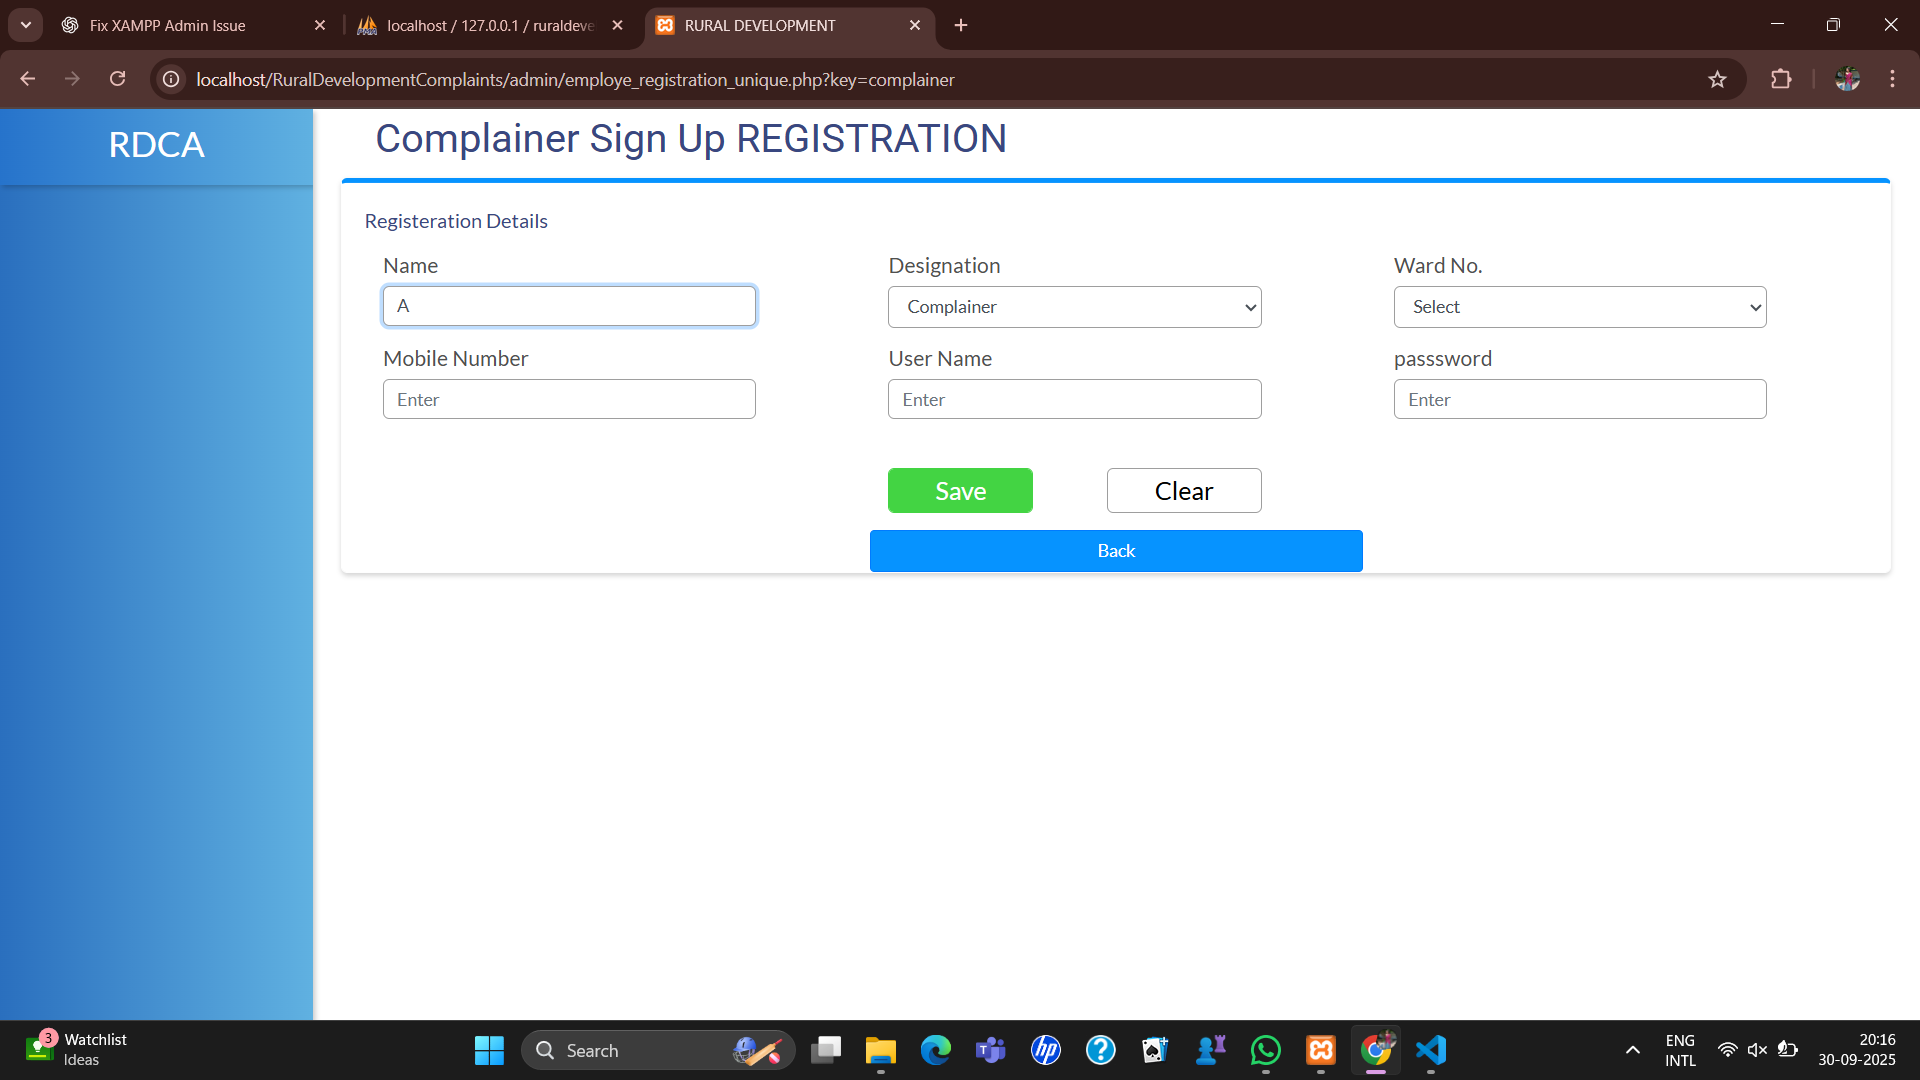 Fix XAMPP Admin Issue
localhost / 127.0.0.1 / ruraldeve
RURAL DEVELOPMENT
localhost/RuralDevelopmentComplaints/admin/employe_registration_unique.php?key=complainer
RDCA
Complainer Sign Up REGISTRATION
Registeration Details
Name
Designation
Ward No.
A
Complainer
Select
Mobile Number
User Name
passsword
Enter
Enter
Enter
Save
Clear
Back
3
Watchlist
Ideas
Search
ENG
INTL
20:16
30-09-2025